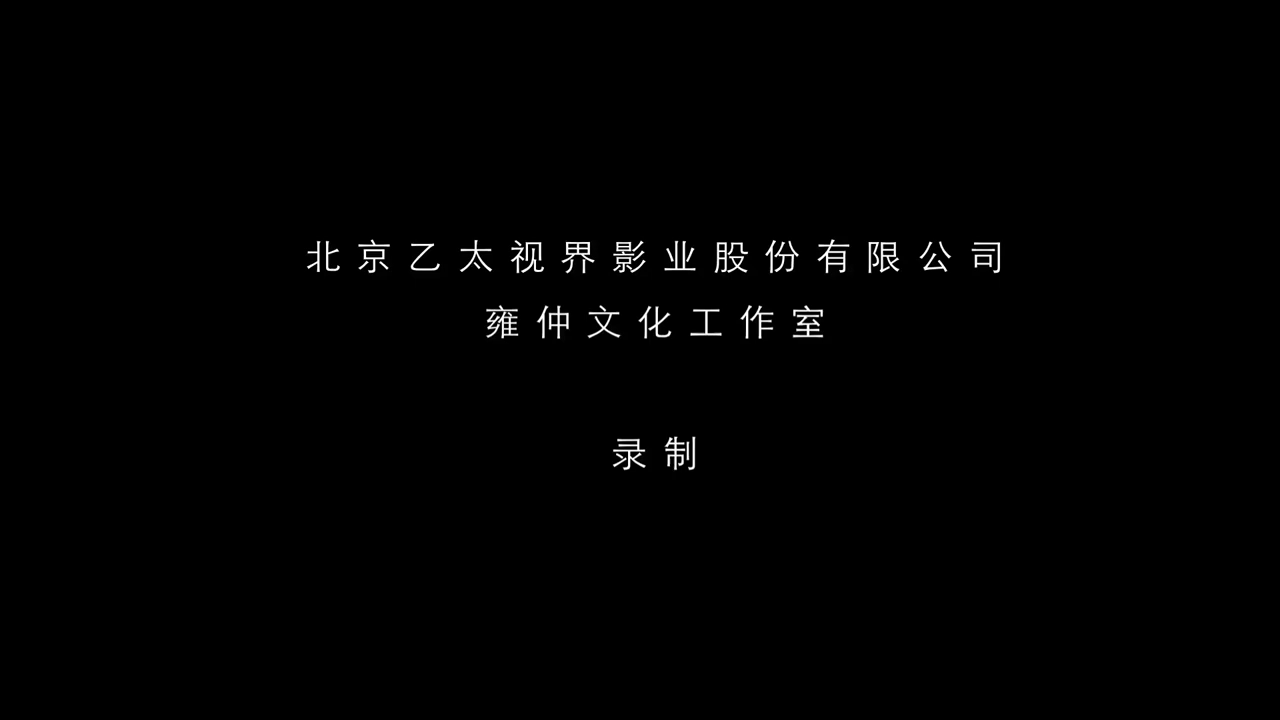 北京乙太视界影业股份有限公司
雍仲文化工作室
录制